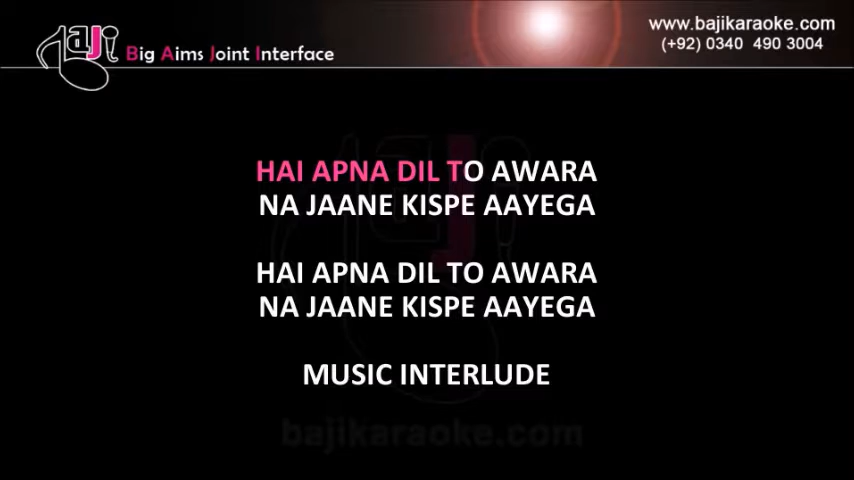 www.bajikaraoke.com
(+92) 0340 490 3004
baji Big Aims Joint Interface
HAI APNA DIL TO AWARA
NA JAANE KISPE AAYEGA
HAI APNA DIL TO AWARA
NA JAANE KISPE AAYEGA
MUSIC INTERLUDE
bajikaraoke.com